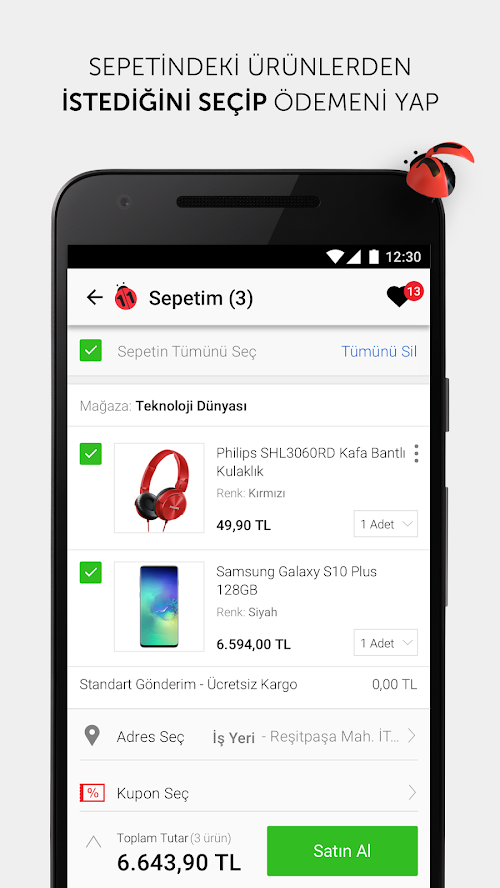 SEPETİNDEKİ ÜRÜNLERDEN
İSTEDİĞİNİ SEÇİP ÖDEMENİ YAP
12:30
11
Sepetim (3)
13
Sepetin Tümünü Seç
Tümünü Sil
Mağaza: Teknoloji Dünyası
Philips SHL3060RD Kafa Bantlı
Kulaklık
Renk: Kırmızı
49,90 TL
1 Adet
Samsung Galaxy S10 Plus
128GB
Renk: Siyah
6.594,00 TL
1 Adet
Standart Gönderim - Ücretsiz Kargo
0,00 TL
Adres Seç
İş Yeri - Reşitpaşa Mah. İT...
%
Kupon Seç
Toplam Tutar (3 ürün)
6.643,90 TL
Satın Al